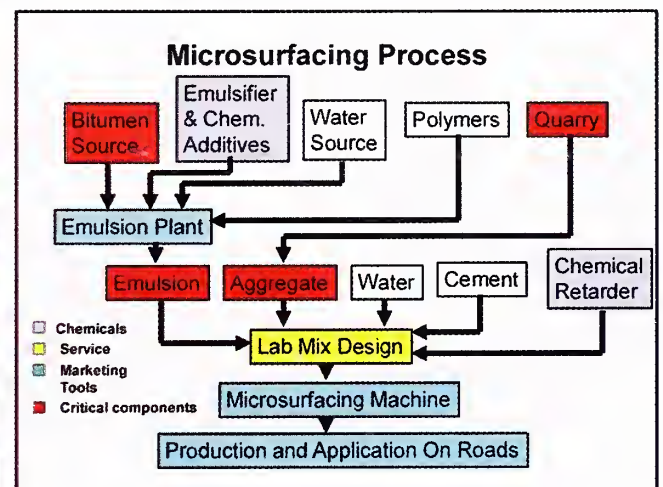 Microsurfacing Process
Bitumen
Source
Emulsifier
& Chem.
Additives
Water
Source
Polymers
Quarry
Emulsion Plant
Emulsion
Aggregate
Water
Cement
Chemical
Retarder
Chemicals
Service
Marketing
Tools
Critical components
Lab Mix Design
Microsurfacing Machine
Production and Application On Roads